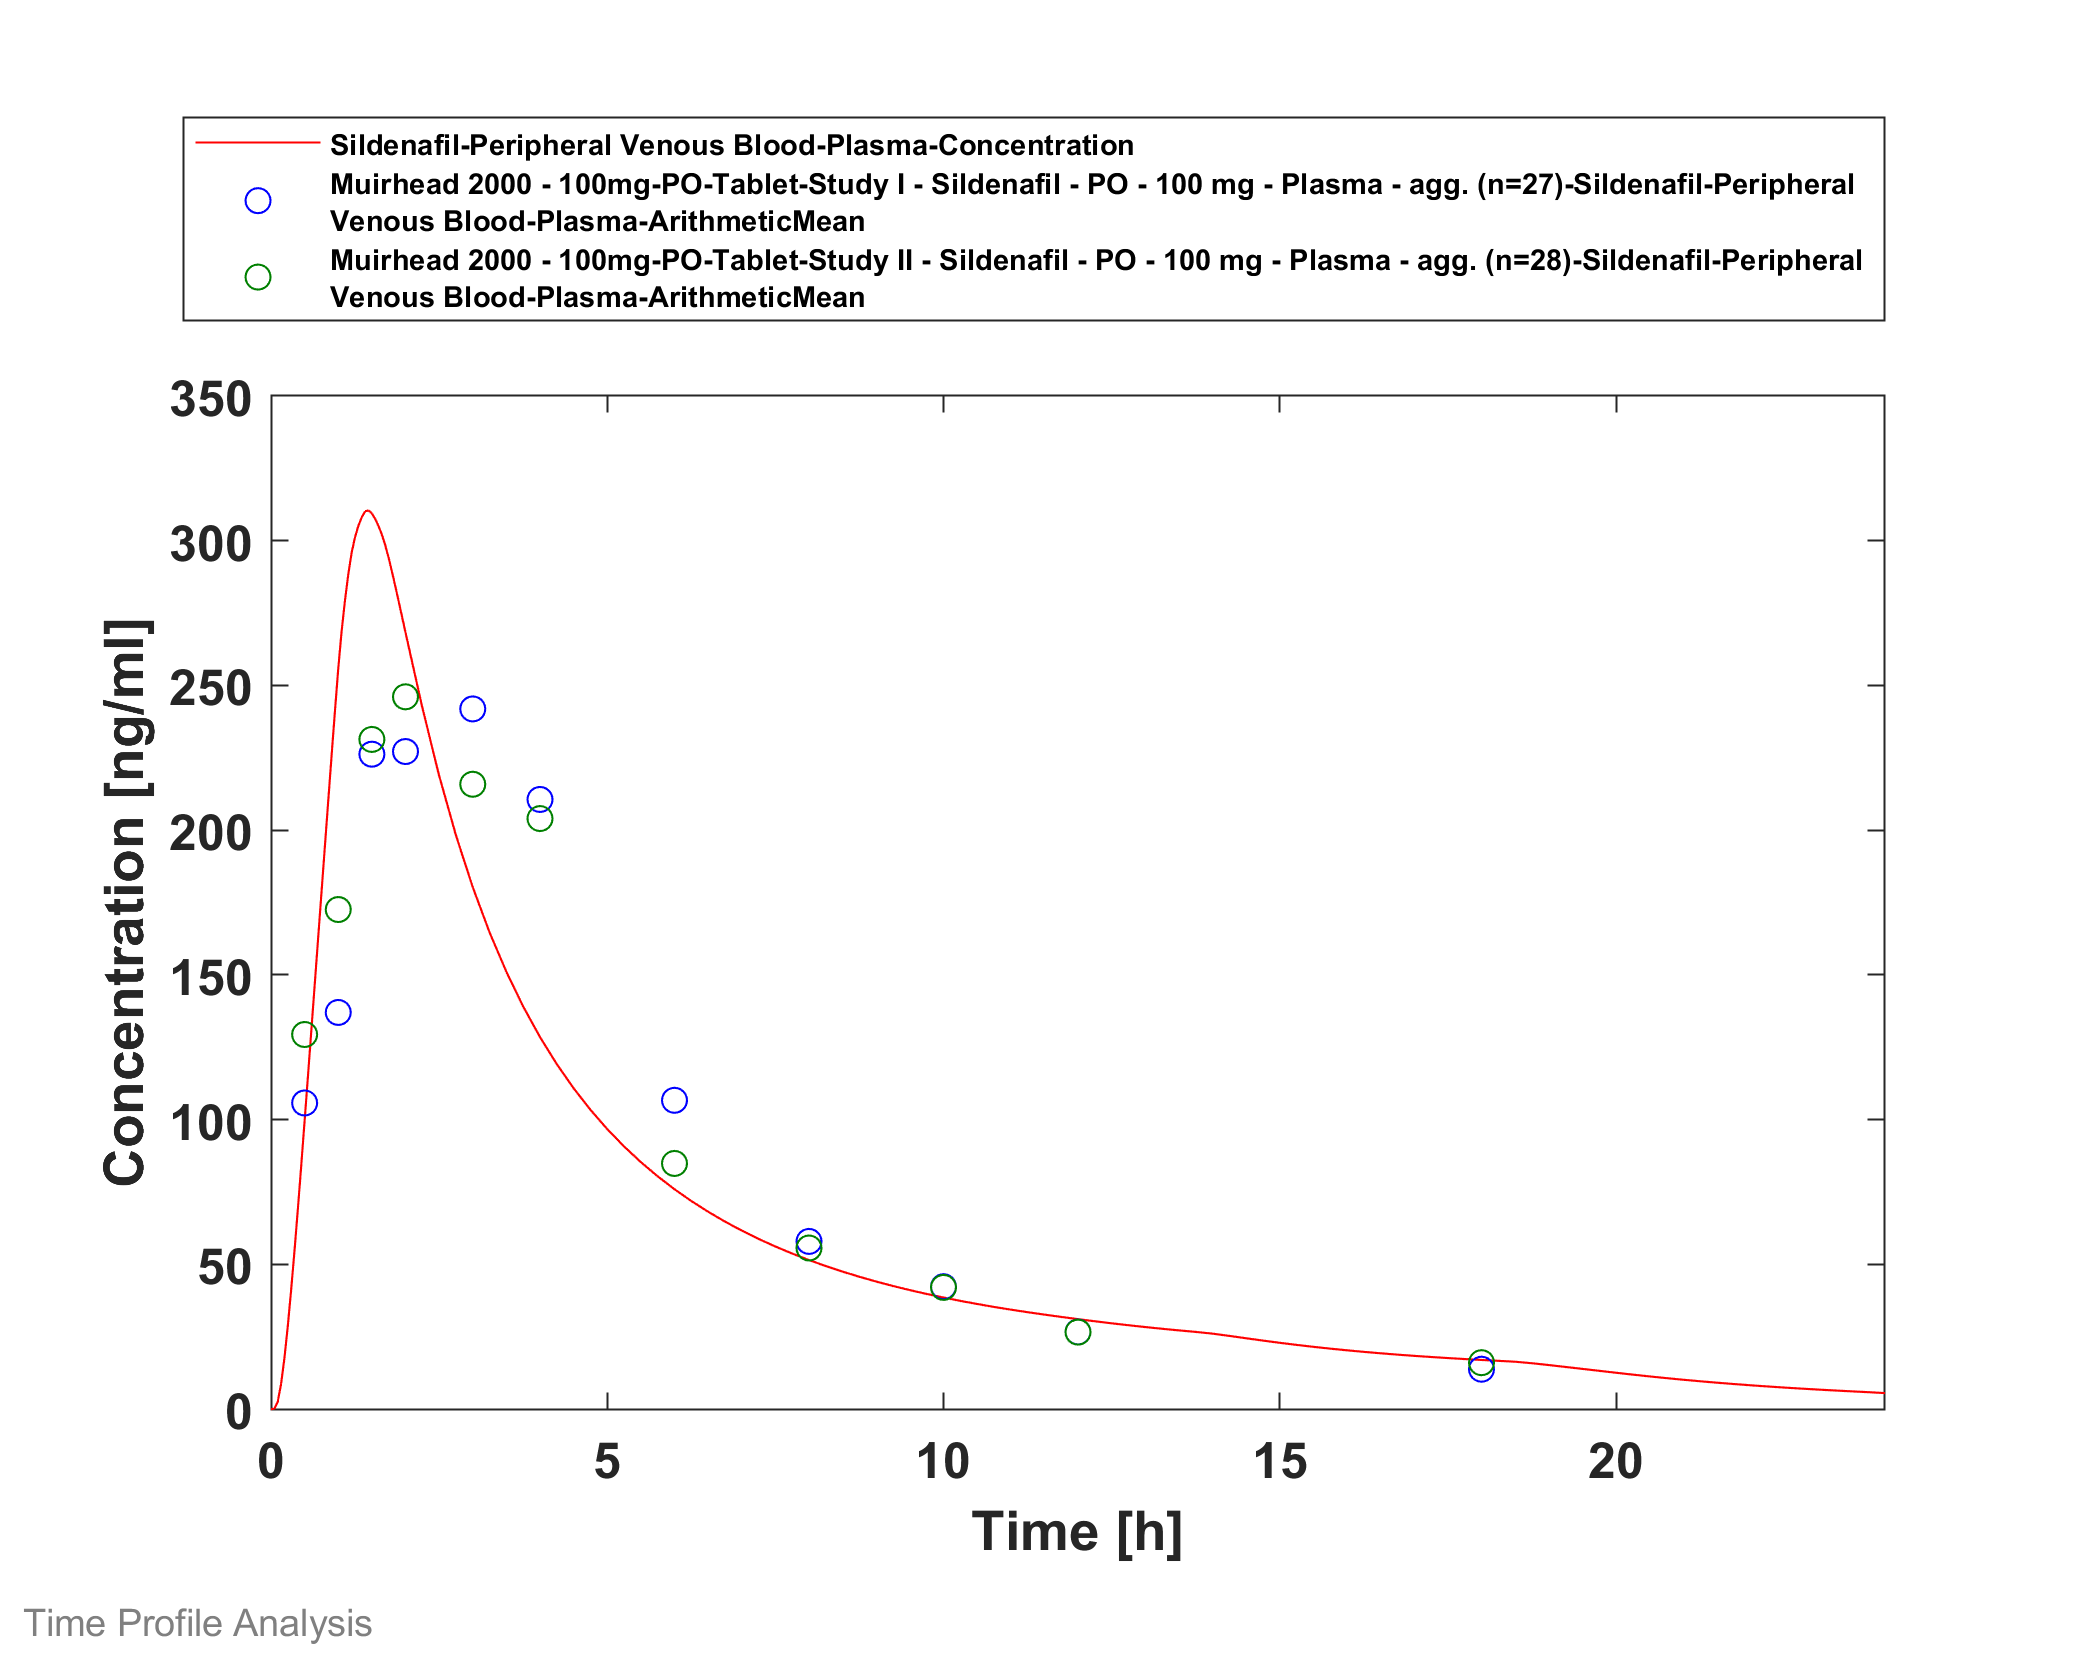 Sildenafil-Peripheral Venous Blood-Plasma-Concentration
Muirhead 2000 - 100mg-PO-Tablet-Study I - Sildenafil - PO - 100 mg - Plasma - agg. (n=27)-Sildenafil-Peripheral
Venous Blood-Plasma-ArithmeticMean
Muirhead 2000 - 100mg-PO-Tablet-Study II - Sildenafil - PO - 100 mg - Plasma - agg. (n=28)-Sildenafil-Peripheral
Venous Blood-Plasma-ArithmeticMean
350
300
250
200
150
100
50
0
Concentration [ng/ml]
0 5 10 15 20
Time [h]
Time Profile Analysis